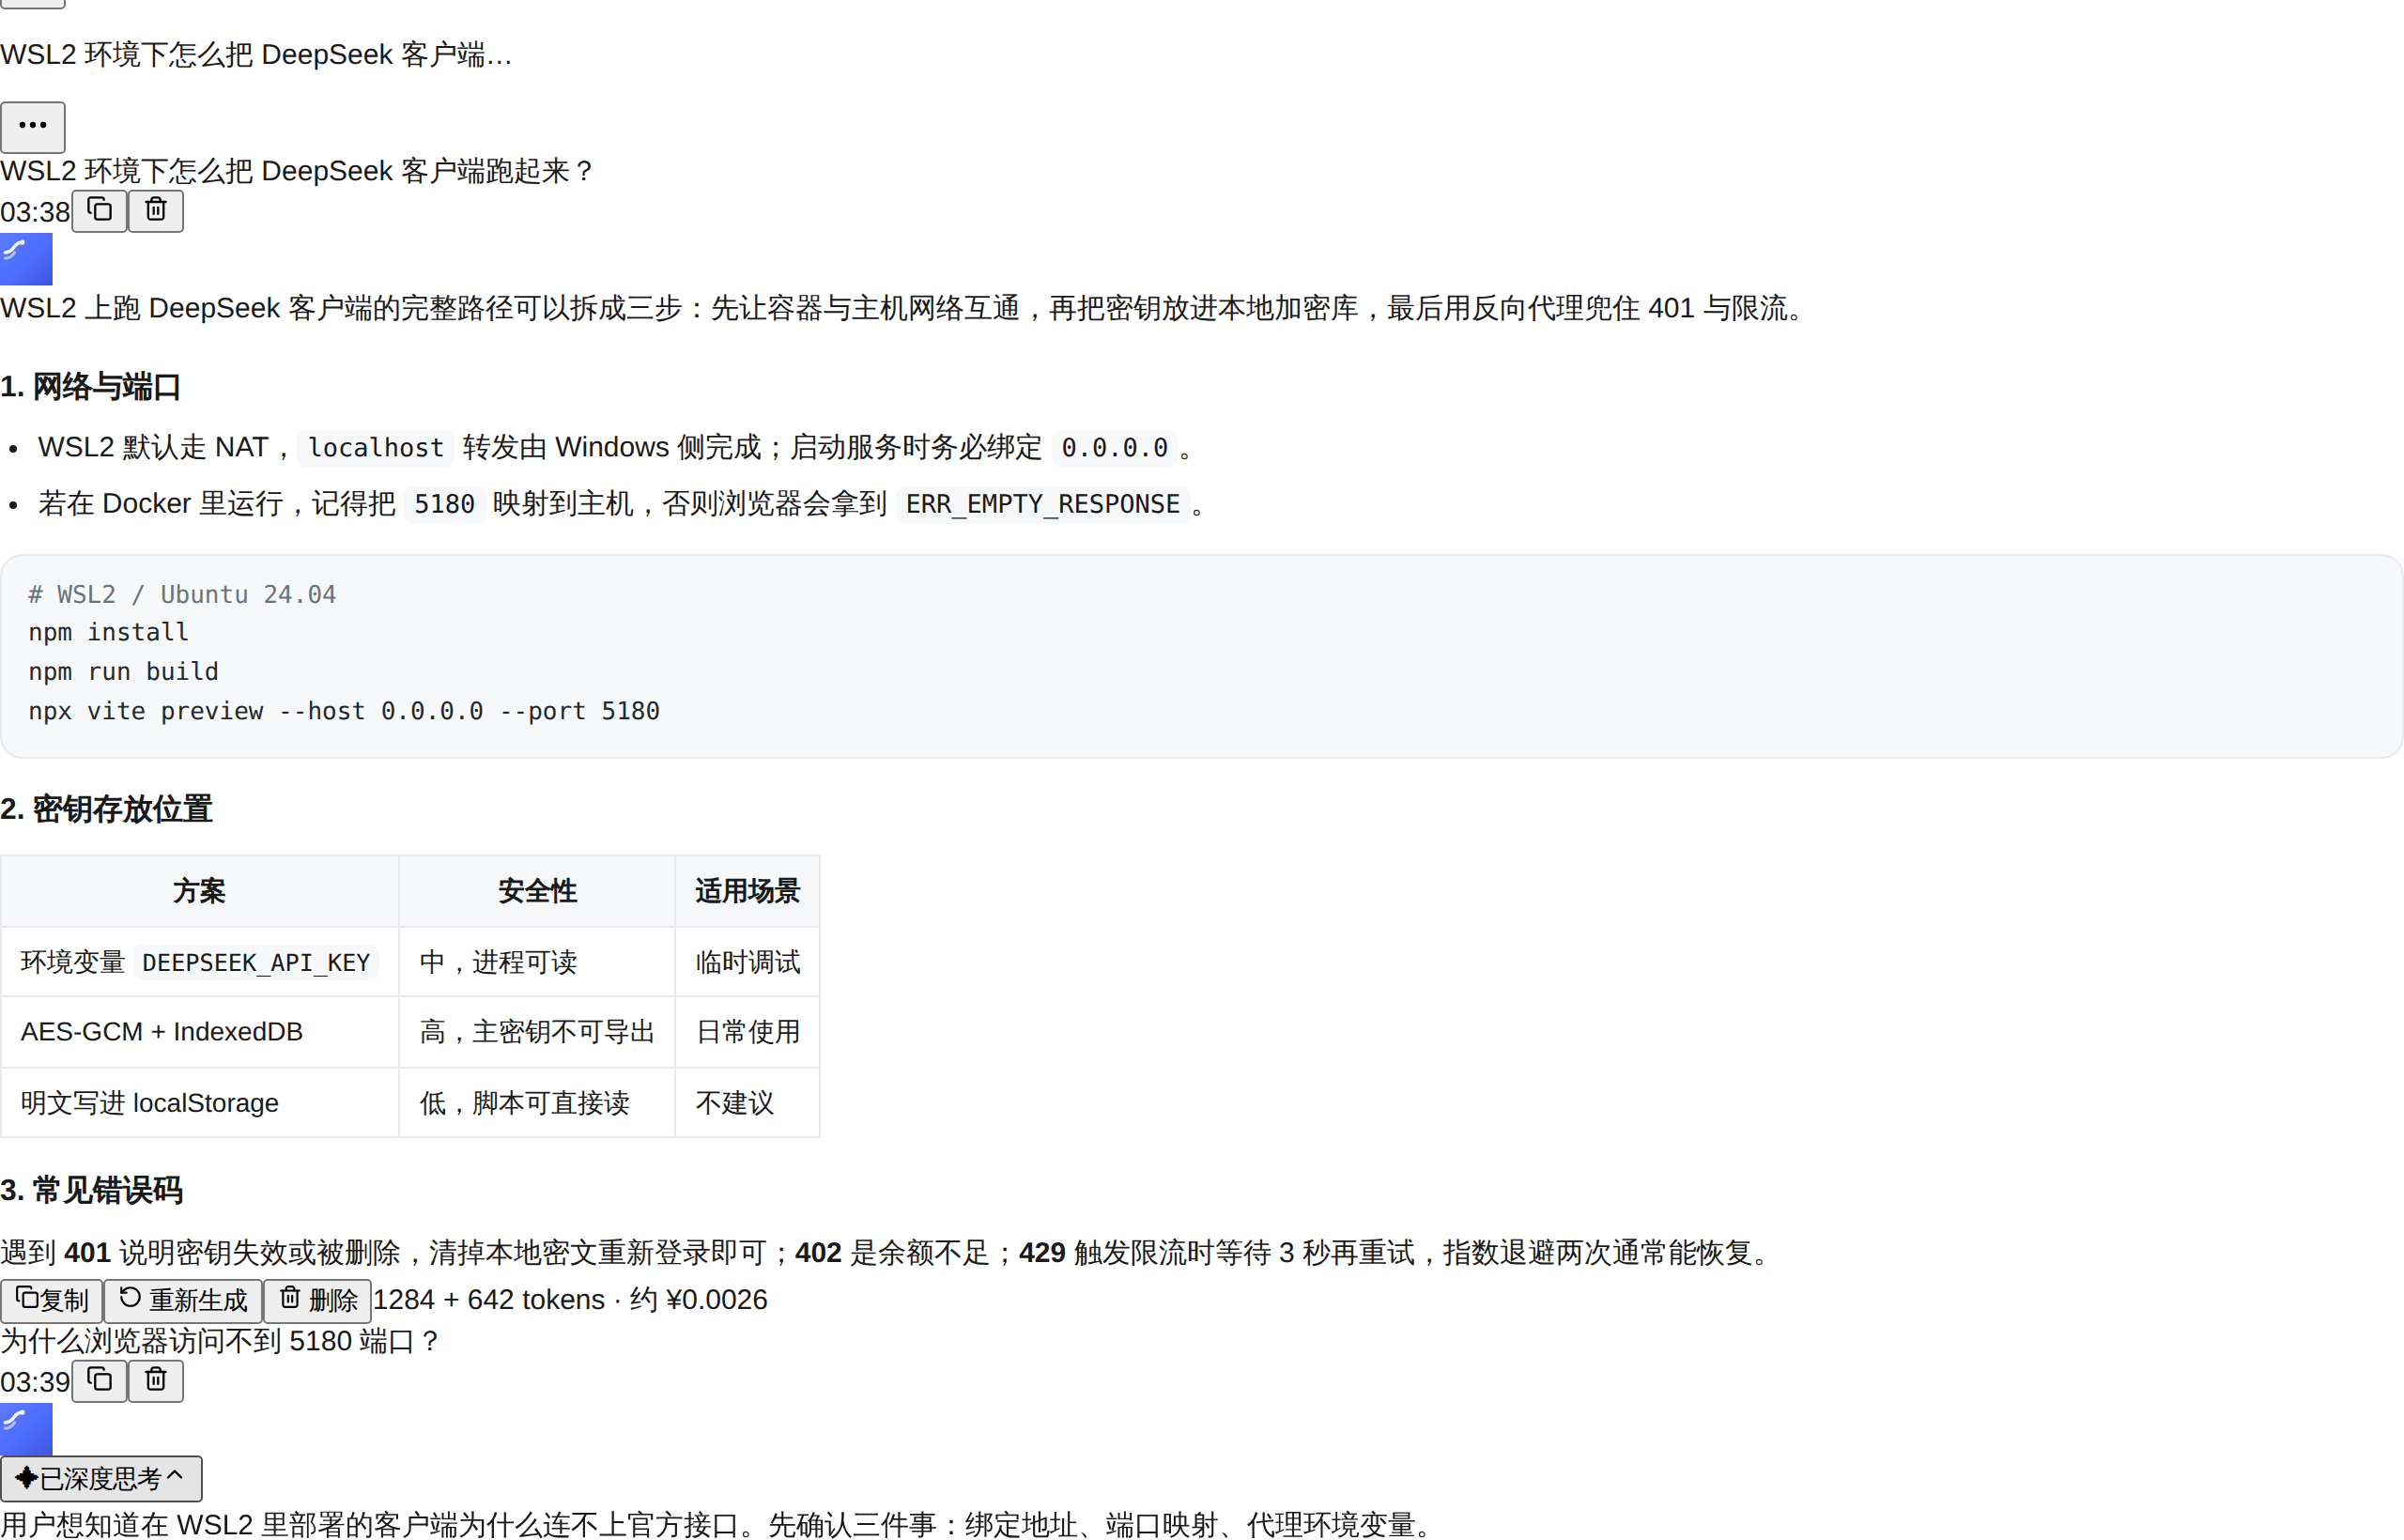 WSL2 环境下怎么把 DeepSeek 客户端…
WSL2 环境下怎么把 DeepSeek 客户端跑起来？
03:38
WSL2 上跑 DeepSeek 客户端的完整路径可以拆成三步：先让容器与主机网络互通，再把密钥放进本地加密库，最后用反向代理兜住 401 与限流。
1. 网络与端口
• WSL2 默认走 NAT，localhost 转发由 Windows 侧完成；启动服务时务必绑定 0.0.0.0。
• 若在 Docker 里运行，记得把 5180 映射到主机，否则浏览器会拿到 ERR_EMPTY_RESPONSE。
# WSL2 / Ubuntu 24.04
npm install
npm run build
npx vite preview --host 0.0.0.0 --port 5180
2. 密钥存放位置
方案 安全性 适用场景
环境变量 DEEPSEEK_API_KEY 中，进程可读 临时调试
AES-GCM + IndexedDB 高，主密钥不可导出 日常使用
明文写进 localStorage 低，脚本可直接读 不建议
3. 常见错误码
遇到 401 说明密钥失效或被删除，清掉本地密文重新登录即可；402 是余额不足；429 触发限流时等待 3 秒再重试，指数退避两次通常能恢复。
复制 重新生成 删除 1284 + 642 tokens · 约 ¥0.0026
为什么浏览器访问不到 5180 端口？
03:39
已深度思考
用户想知道在 WSL2 里部署的客户端为什么连不上官方接口。先确认三件事：绑定地址、端口映射、代理环境变量。